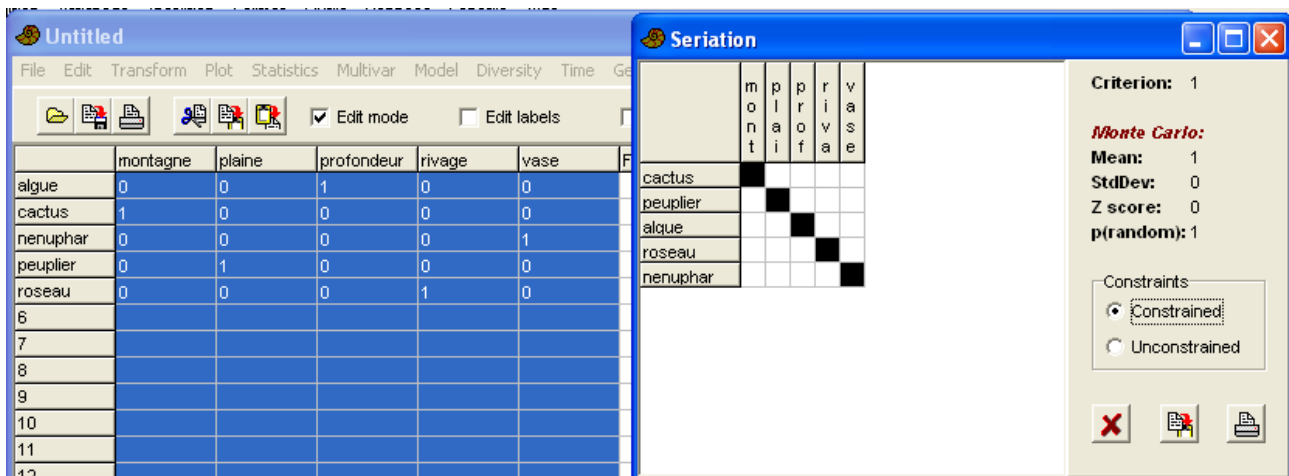 Untitled
File Edit Transform Plot Statistics Multivar Model Diversity Time Ge
Edit mode Edit labels
montagne plaine profondeur rivage vase F
algue 0 0 1 0 0
cactus 1 0 0 0 0
nenuphar 0 0 0 0 1
peuplier 0 1 0 0 0
roseau 0 0 0 1 0
6
7
8
9
10
11
12
Seriation
mont plai prof riva vase
cactus
peuplier
algue
roseau
nenuphar
Criterion: 1
Monte Carlo:
Mean: 1
StdDev: 0
Z score: 0
p(random): 1
Constraints
Constrained
Unconstrained